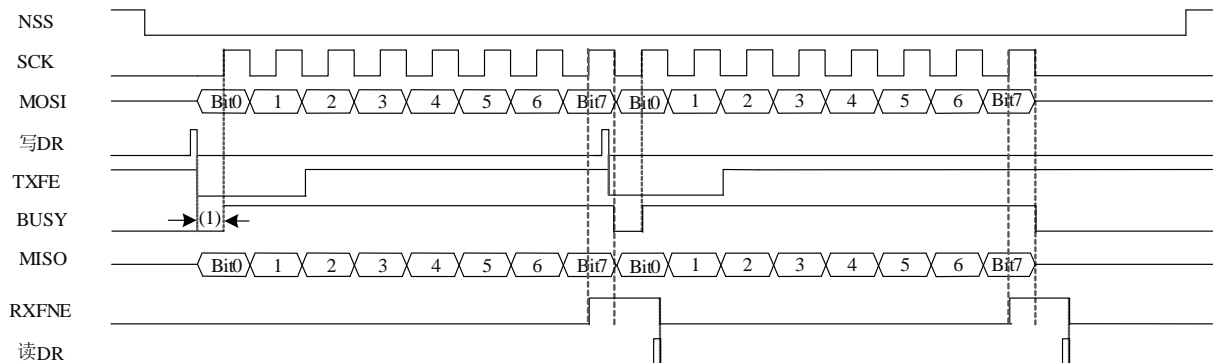 NSS
SCK
MOSI Bit0 1 2 3 4 5 6 Bit7 Bit0 1 2 3 4 5 6 Bit7
写DR
TXFE
BUSY (1)
MISO Bit0 1 2 3 4 5 6 Bit7 Bit0 1 2 3 4 5 6 Bit7
RXFNE
读DR